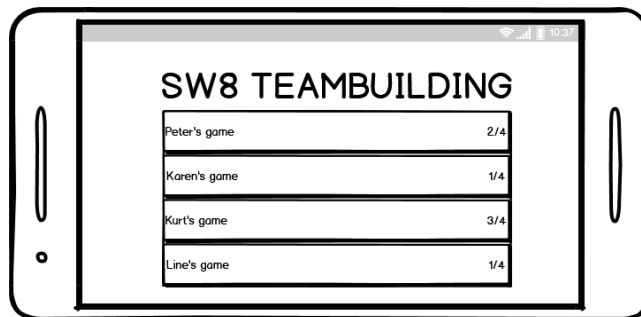 10:37
SW8 TEAMBUILDING
Peter's game 2/4
Karen's game 1/4
Kurt's game 3/4
Line's game 1/4